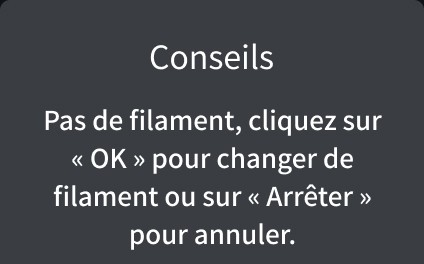 Conseils
Pas de filament, cliquez sur
« OK » pour changer de
filament ou sur « Arrêter »
pour annuler.